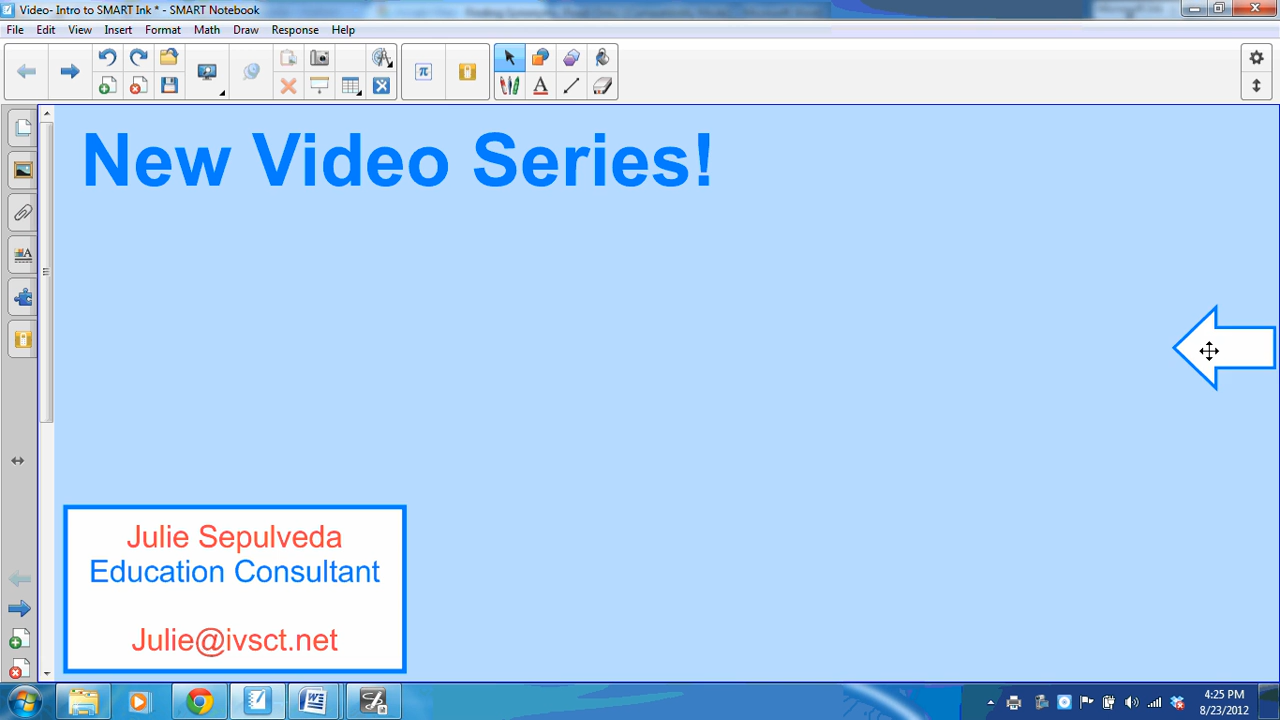 Video- Intro to SMART Ink * - SMART Notebook
File Edit View Insert Format Math Draw Response Help
New Video Series!
Julie Sepulveda
Education Consultant
Julie@ivsct.net
4:25 PM
8/23/2012